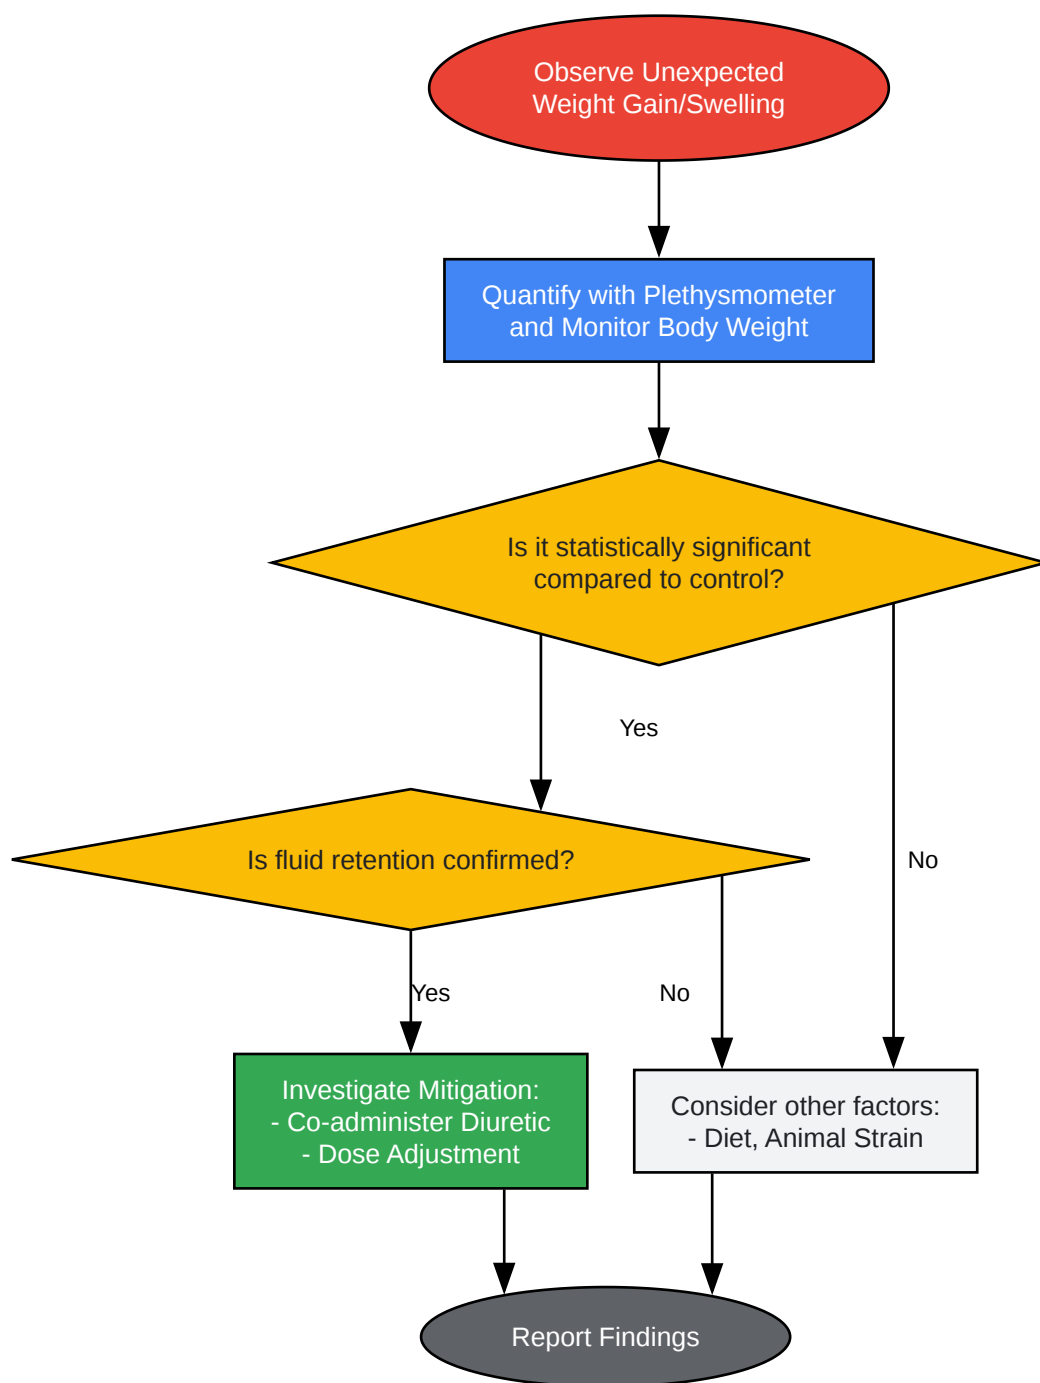 Observe Unexpected
Weight Gain/Swelling
Quantify with Plethysmometer
and Monitor Body Weight
Is it statistically significant
compared to control?
Yes
Is fluid retention confirmed?
No
Yes
No
Investigate Mitigation:
- Co-administer Diuretic
- Dose Adjustment
Consider other factors:
- Diet, Animal Strain
Report Findings